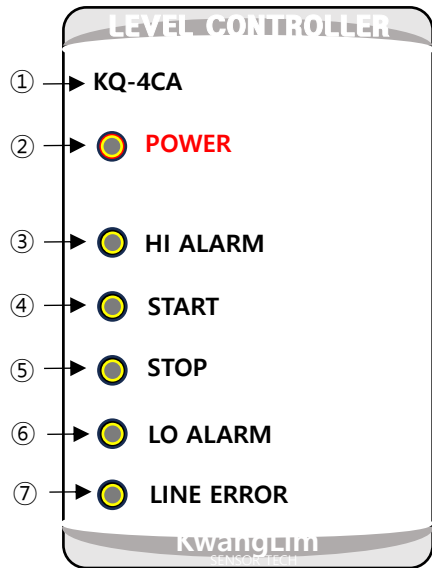 LEVEL CONTROLLER
① KQ-4CA
② POWER
③ HI ALARM
④ START
⑤ STOP
⑥ LO ALARM
⑦ LINE ERROR
KwangLim
SENSOR TECH